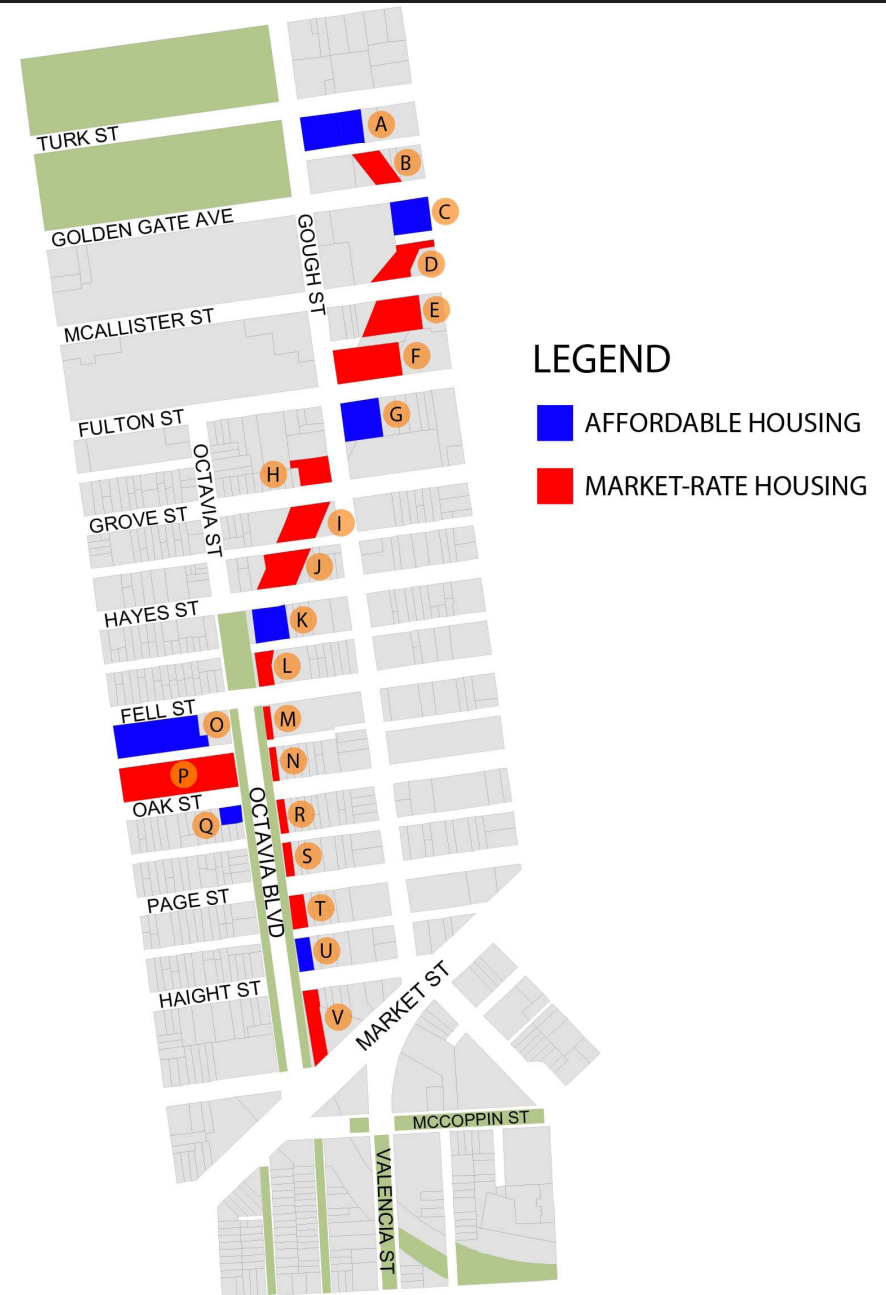 TURK ST
A
B
GOLDEN GATE AVE
C
GOUGH ST
D
MCALLISTER ST
E
F
LEGEND
AFFORDABLE HOUSING
MARKET-RATE HOUSING
FULTON ST
G
OCTAVIA ST
H
GROVE ST
I
J
HAYES ST
K
L
FELL ST
O
M
P
N
OAK ST
OCTAVIA BLVD
Q
R
S
PAGE ST
T
U
HAIGHT ST
MARKET ST
V
MCCOPPIN ST
VALENCIA ST